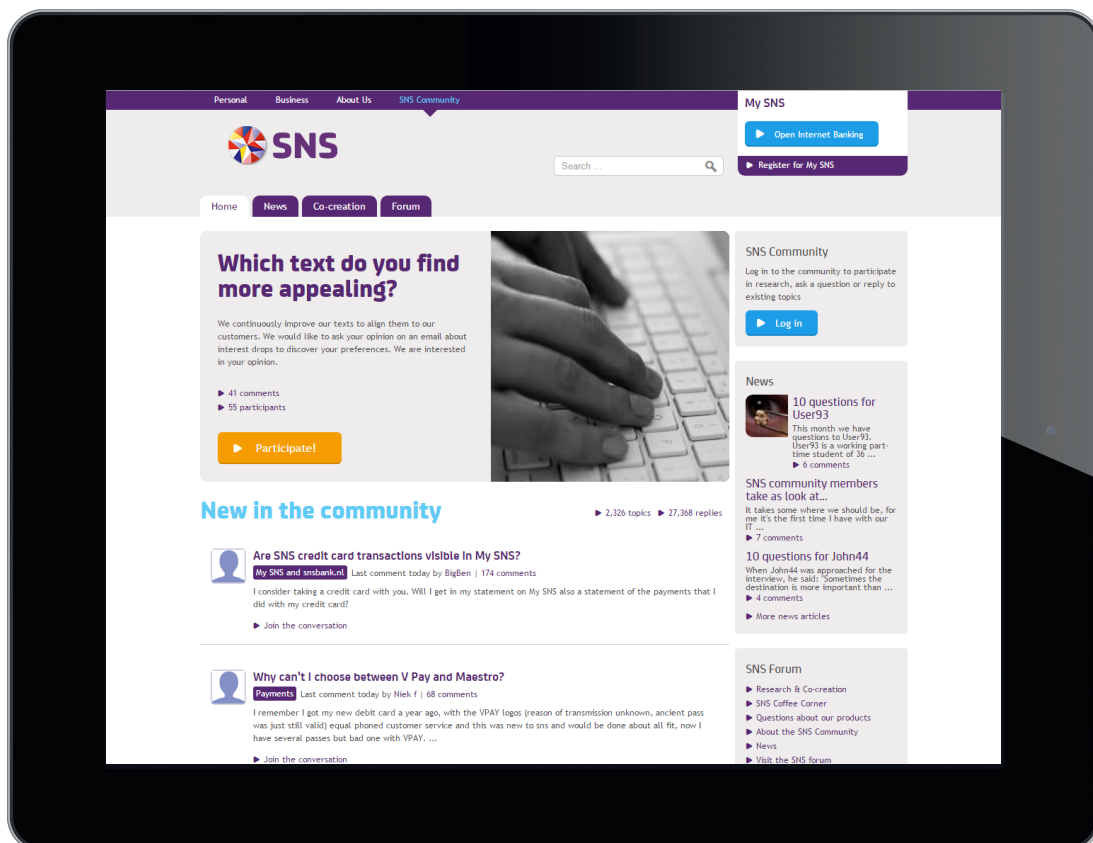 Personal Business About Us SNS Community
My SNS
Open Internet Banking
Register for My SNS
SNS
Search ...
Home News Co-creation Forum
Which text do you find
more appealing?
We continuously improve our texts to align them to our
customers. We would like to ask your opinion on an email about
interest drops to discover your preferences. We are interested
in your opinion.
41 comments
55 participants
Participate!
New in the community
2,326 topics 27,368 replies
Are SNS credit card transactions visible in My SNS?
My SNS and snsbank.nl Last comment today by BigBen | 174 comments
I consider taking a credit card with you. Will I get in my statement on My SNS also a statement of the payments that I
did with my credit card?
Join the conversation
Why can't I choose between V Pay and Maestro?
Payments Last comment today by Niek f | 68 comments
I remember I got my new debit card a year ago, with the VPAY logos (reason of transmission unknown, ancient pass
was just still valid) equal phoned customer service and this was new to sns and would be done about all fit, now I
have several passes but bad one with VPAY. ...
Join the conversation
SNS Community
Log in to the community to participate
in research, ask a question or reply to
existing topics
Log in
News
10 questions for
User93
This month we have
questions to User93.
User93 is a working part-
time student of 36 ...
6 comments
SNS community members
take as look at...
It takes some where we should be, for
me it's the first time I have with our
IT ...
7 comments
10 questions for John44
When John44 was approached for the
interview, he said: "Sometimes the
destination is more important than ...
4 comments
More news articles
SNS Forum
Research & Co-creation
SNS Coffee Corner
Questions about our products
About the SNS Community
News
Visit the SNS forum